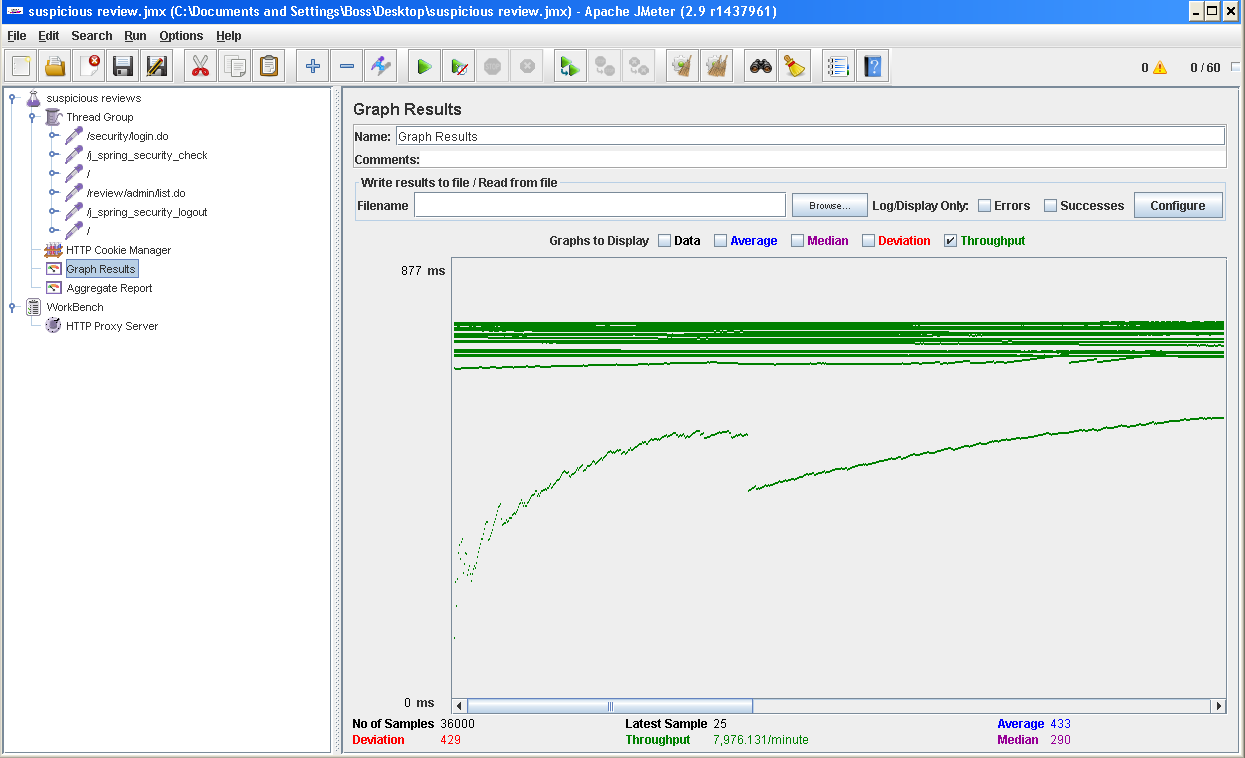 suspicious review.jmx (C:\Documents and Settings\Boss\Desktop\suspicious review.jmx) - Apache JMeter (2.9 r1437961)
File Edit Search Run Options Help
0 0 / 60
suspicious reviews
Thread Group
/security/login.do
/j_spring_security_check
/
/review/admin/list.do
/j_spring_security_logout
/
HTTP Cookie Manager
Graph Results
Aggregate Report
WorkBench
HTTP Proxy Server
Graph Results
Name: Graph Results
Comments:
Write results to file / Read from file
Filename Browse... Log/Display Only: Errors Successes Configure
Graphs to Display Data Average Median Deviation Throughput
877 ms
0 ms
No of Samples 36000 Latest Sample 25 Average 433
Deviation 429 Throughput 7,976.131/minute Median 290